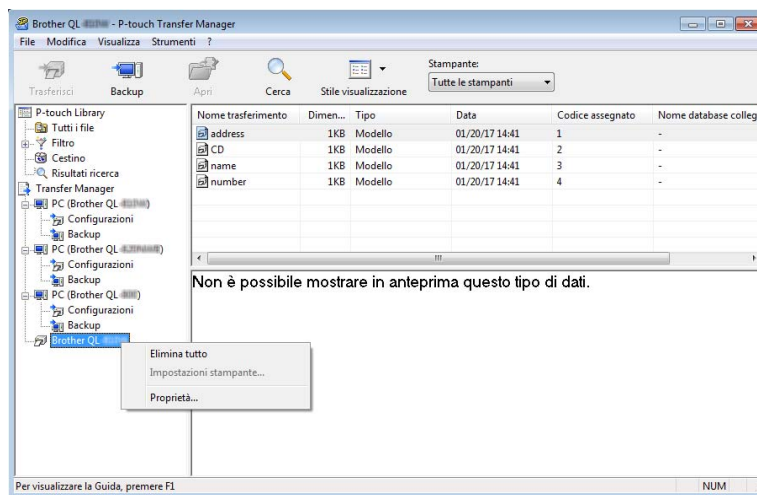 Brother QL - P-touch Transfer Manager
File Modifica Visualizza Strumenti ?
Trasferisci Backup Apri Cerca Stile visualizzazione
Stampante:
Tutte le stampanti
P-touch Library
Tutti i file
Filtro
Cestino
Risultati ricerca
Transfer Manager
PC (Brother QL )
Configurazioni
Backup
PC (Brother QL )
Configurazioni
Backup
PC (Brother QL )
Configurazioni
Backup
Brother QL
Nome trasferimento Dimen... Tipo Data Codice assegnato Nome database colleg
address 1KB Modello 01/20/17 14:41 1 -
CD 1KB Modello 01/20/17 14:41 2 -
name 1KB Modello 01/20/17 14:41 3 -
number 1KB Modello 01/20/17 14:41 4 -
Non è possibile mostrare in anteprima questo tipo di dati.
Elimina tutto
Impostazioni stampante...
Proprietà...
Per visualizzare la Guida, premere F1
NUM